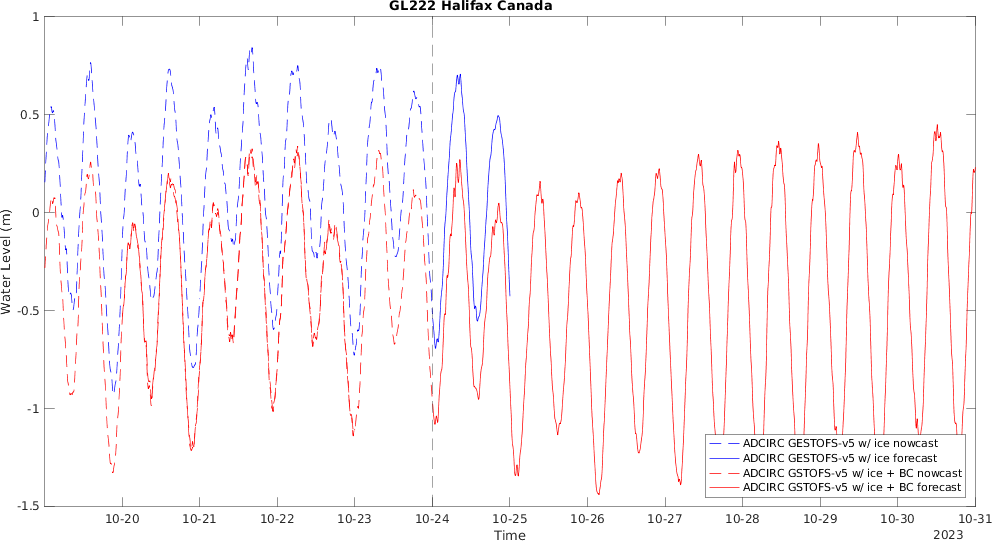 GL222 Halifax Canada
1
0.5
0
-0.5
-1
-1.5
Water Level (m)
10-20 10-21 10-22 10-23 10-24 10-25 10-26 10-27 10-28 10-29 10-30 10-31
Time
2023
ADCIRC GESTOFS-v5 w/ ice nowcast
ADCIRC GESTOFS-v5 w/ ice forecast
ADCIRC GSTOFS-v5 w/ ice + BC nowcast
ADCIRC GSTOFS-v5 w/ ice + BC forecast